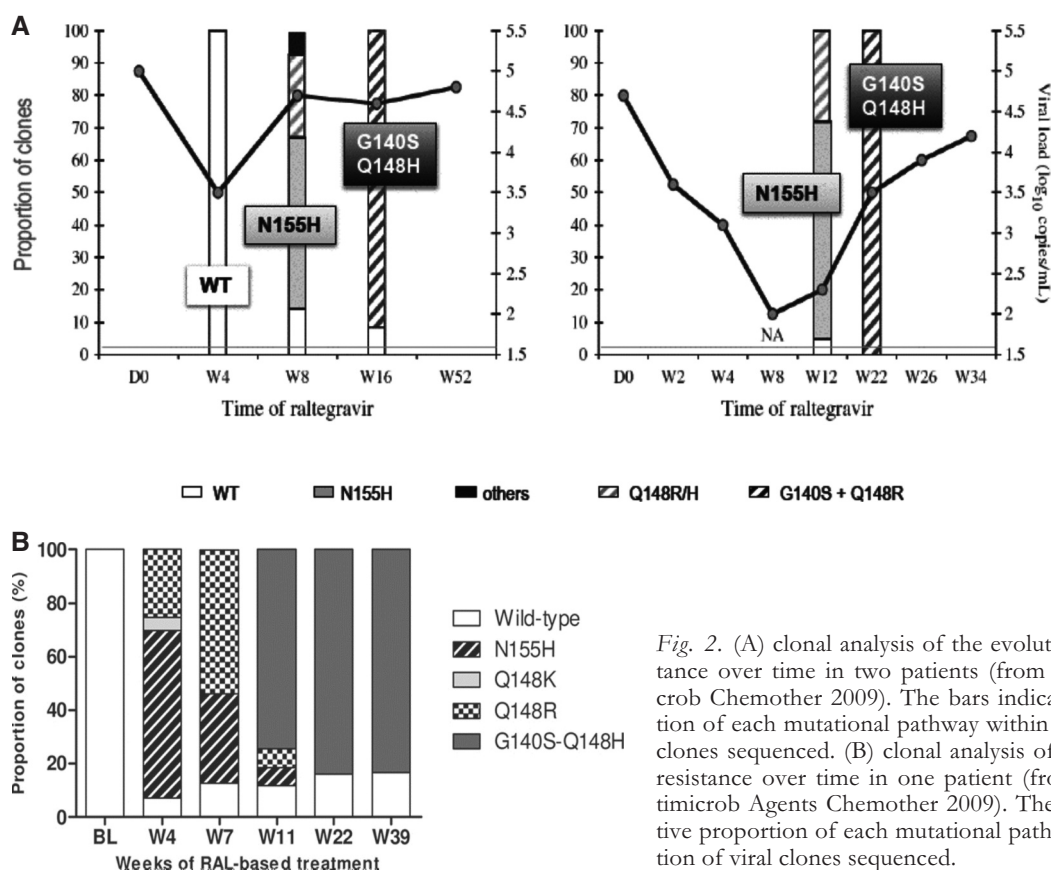 A
Proportion of clones
100
90
80
70
60
50
40
30
20
10
0
5.5
5
4.5
4
3.5
3
2.5
2
1.5
WT
N155H
G140S
Q148H
D0 W4 W8 W16 W52
Time of raltegravir
100
90
80
70
60
50
40
30
20
10
0
5.5
5
4.5
4
3.5
3
2.5
2
1.5
Viral load (log10 copies/mL)
N155H
G140S
Q148H
NA
D0 W2 W4 W8 W12 W22 W26 W34
Time of raltegravir
WT N155H others Q148R/H G140S + Q148R
B
Proportion of clones (%)
100
80
60
40
20
0
BL W4 W7 W11 W22 W39
Weeks of RAL-based treatment
Wild-type
N155H
Q148K
Q148R
G140S-Q148H
Fig. 2. (A) clonal analysis of the evolut
tance over time in two patients (from
crob Chemother 2009). The bars indica
tion of each mutational pathway within
clones sequenced. (B) clonal analysis of
resistance over time in one patient (fro
timicrob Agents Chemother 2009). The
tive proportion of each mutational path
tion of viral clones sequenced.